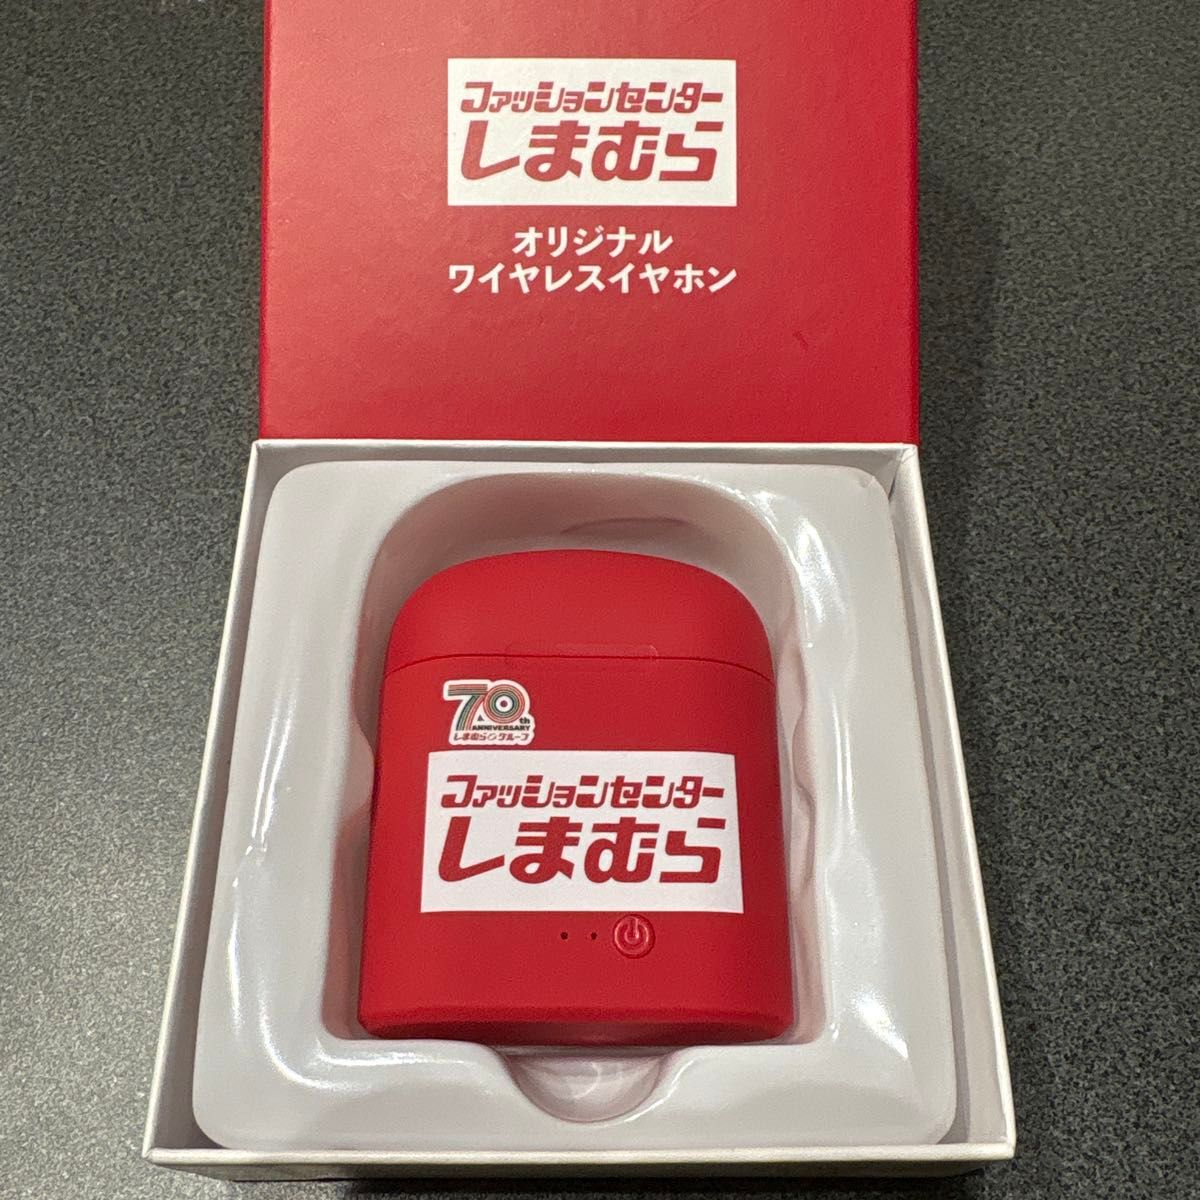 ファッションセンター
しまむら
オリジナル
ワイヤレスイヤホン
70th
ANNIVERSARY
しまむらグループ
ファッションセンター
しまむら